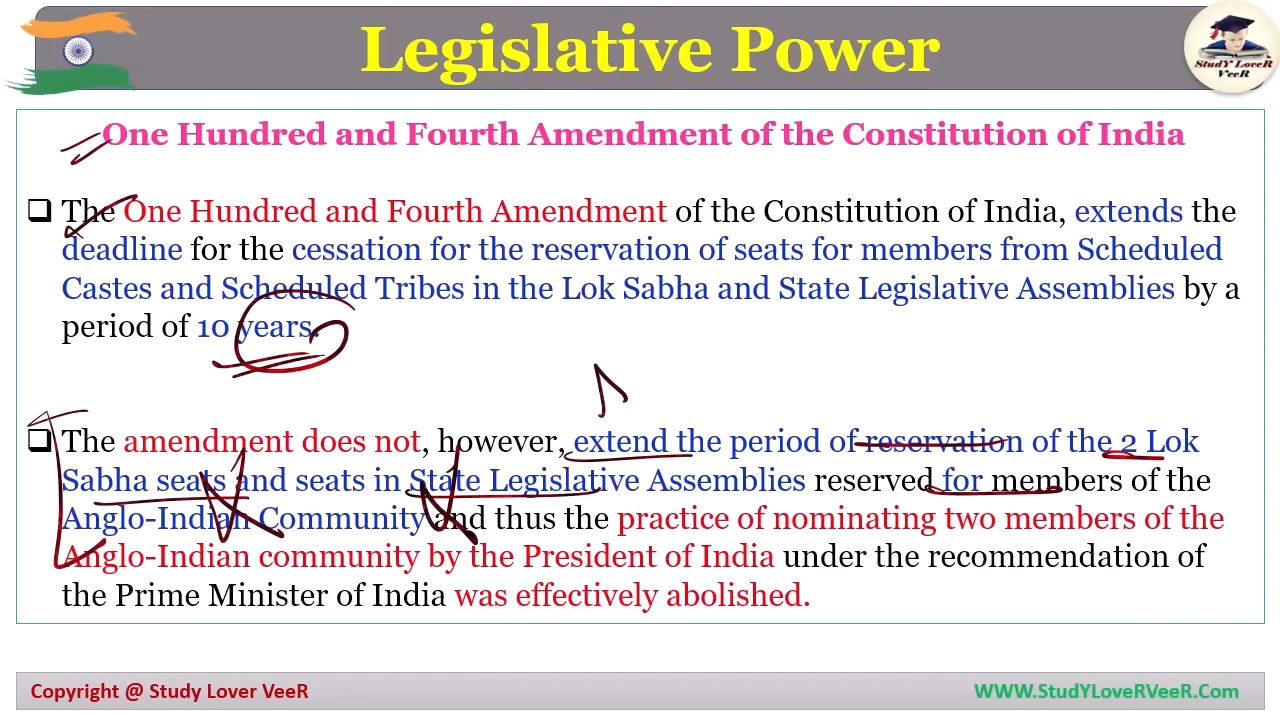 Legislative Power
StudY LoveR
VeeR
One Hundred and Fourth Amendment of the Constitution of India
The One Hundred and Fourth Amendment of the Constitution of India, extends the
deadline for the cessation for the reservation of seats for members from Scheduled
Castes and Scheduled Tribes in the Lok Sabha and State Legislative Assemblies by a
period of 10 years.
The amendment does not, however, extend the period of reservation of the 2 Lok
Sabha seats and seats in State Legislative Assemblies reserved for members of the
Anglo-Indian Community and thus the practice of nominating two members of the
Anglo-Indian community by the President of India under the recommendation of
the Prime Minister of India was effectively abolished.
Copyright @ Study Lover VeeR
WWW.StudYLoveRVeeR.Com